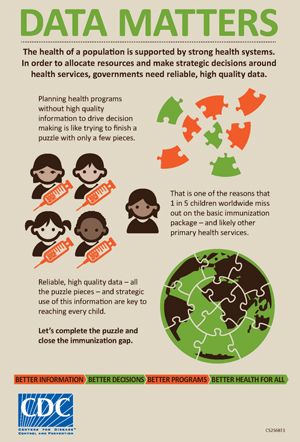 DATA MATTERS
The health of a population is supported by strong health systems.
In order to allocate resources and make strategic decisions around
health services, governments need reliable, high quality data.
Planning health programs
without high quality
information to drive decision
making is like trying to finish a
puzzle with only a few pieces.
That is one of the reasons that
1 in 5 children worldwide miss
out on the basic immunization
package – and likely other
primary health services.
Reliable, high quality data – all
the puzzle pieces – and strategic
use of this information are key to
reaching every child.
Let's complete the puzzle and
close the immunization gap.
BETTER INFORMATION BETTER DECISIONS BETTER PROGRAMS BETTER HEALTH FOR ALL
CDC
CENTERS FOR DISEASE
CONTROL AND PREVENTION